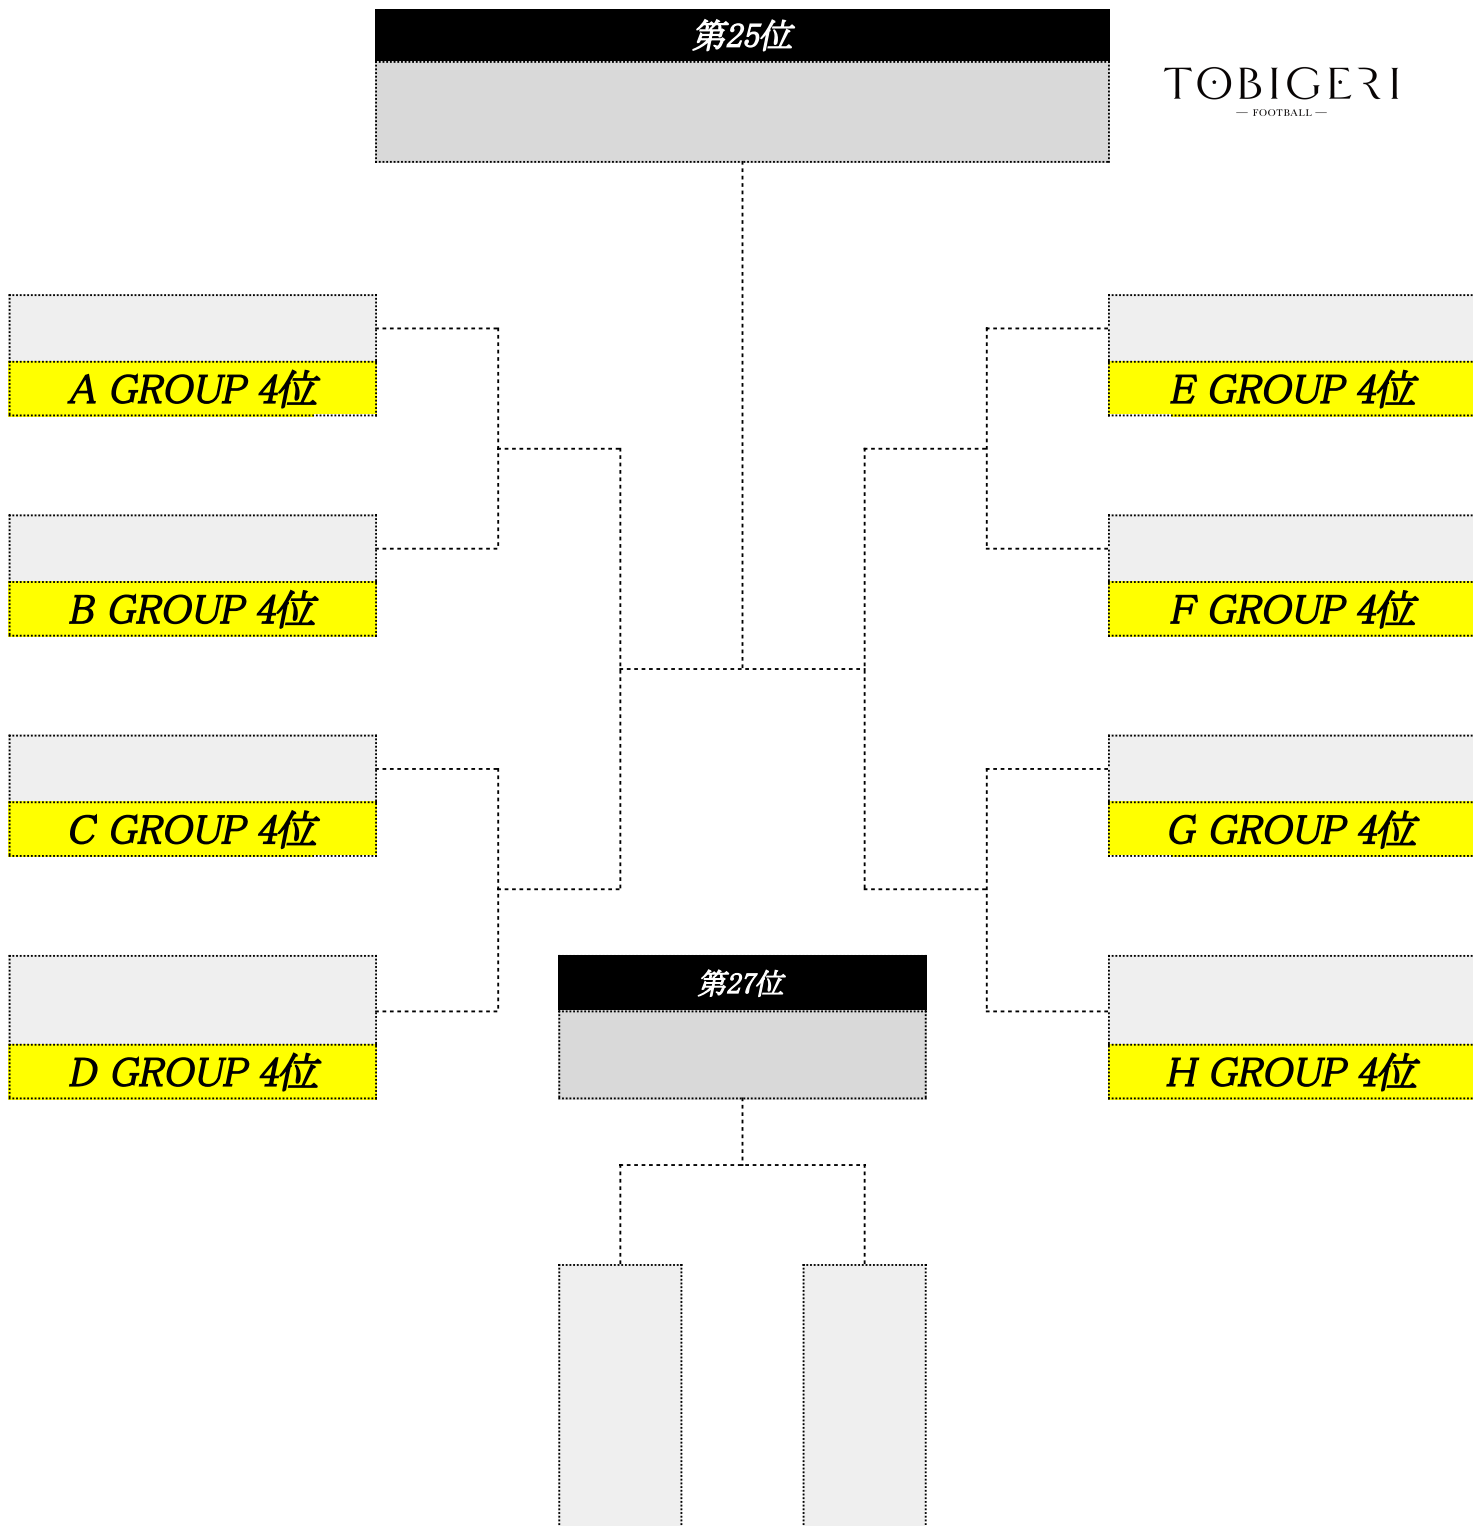 第25位
TOBIGERI
— FOOTBALL —
A GROUP 4位
E GROUP 4位
B GROUP 4位
F GROUP 4位
C GROUP 4位
G GROUP 4位
第27位
D GROUP 4位
H GROUP 4位